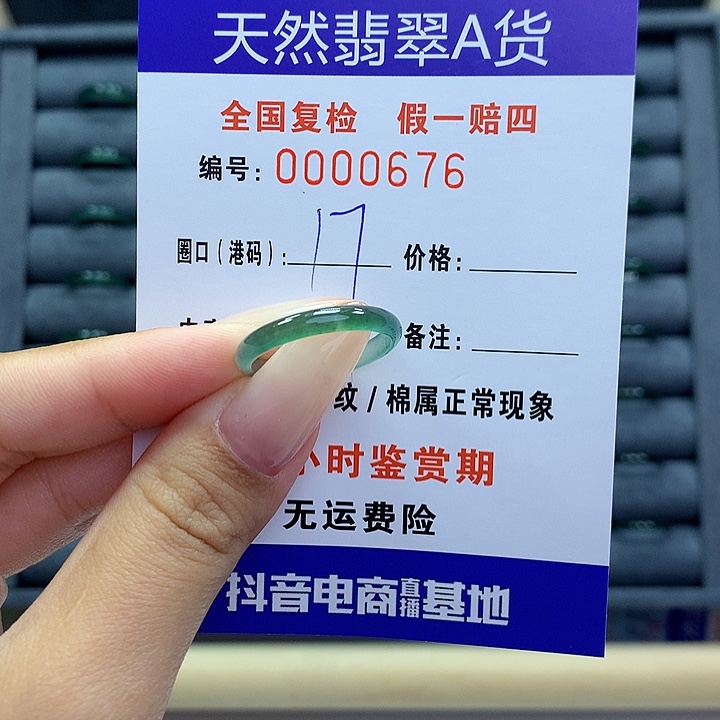 天然翡翠A货
全国复检 假一赔四
编号: 0000676
圈口(港码): 17 价格:
备注:
纹/棉属正常现象
小时鉴赏期
无运费险
抖音电商直播基地